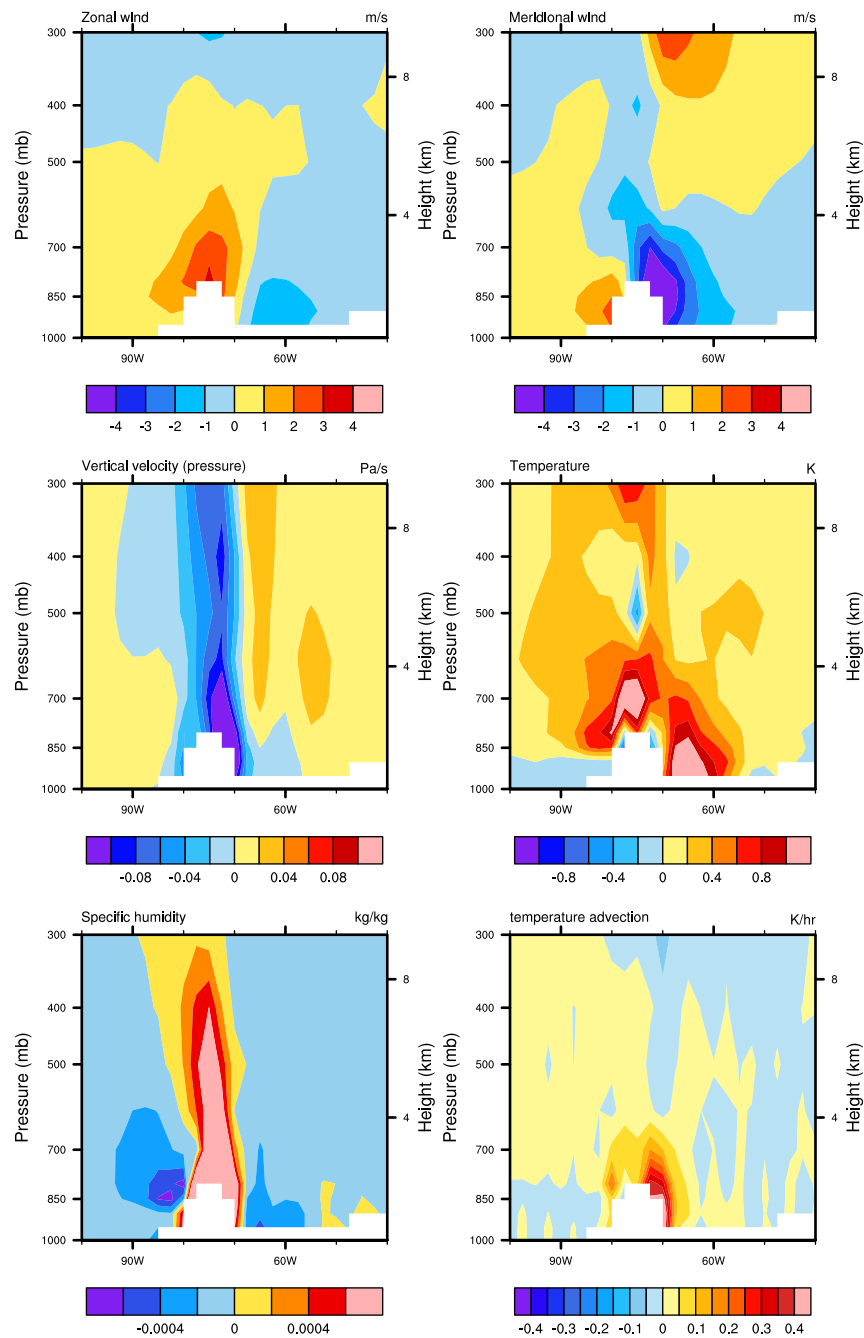 Zonal wind m/s
300
400
500
700
850
1000
Pressure (mb)
8
4
Height (km)
90W 60W
-4 -3 -2 -1 0 1 2 3 4
Meridional wind m/s
300
400
500
700
850
1000
Pressure (mb)
8
4
Height (km)
90W 60W
-4 -3 -2 -1 0 1 2 3 4
Vertical velocity (pressure) Pa/s
300
400
500
700
850
1000
Pressure (mb)
8
4
Height (km)
90W 60W
-0.08 -0.04 0 0.04 0.08
Temperature K
300
400
500
700
850
1000
Pressure (mb)
8
4
Height (km)
90W 60W
-0.8 -0.4 0 0.4 0.8
Specific humidity kg/kg
300
400
500
700
850
1000
Pressure (mb)
8
4
Height (km)
90W 60W
-0.0004 0 0.0004
temperature advection K/hr
300
400
500
700
850
1000
Pressure (mb)
8
4
Height (km)
90W 60W
-0.4 -0.3 -0.2 -0.1 0 0.1 0.2 0.3 0.4